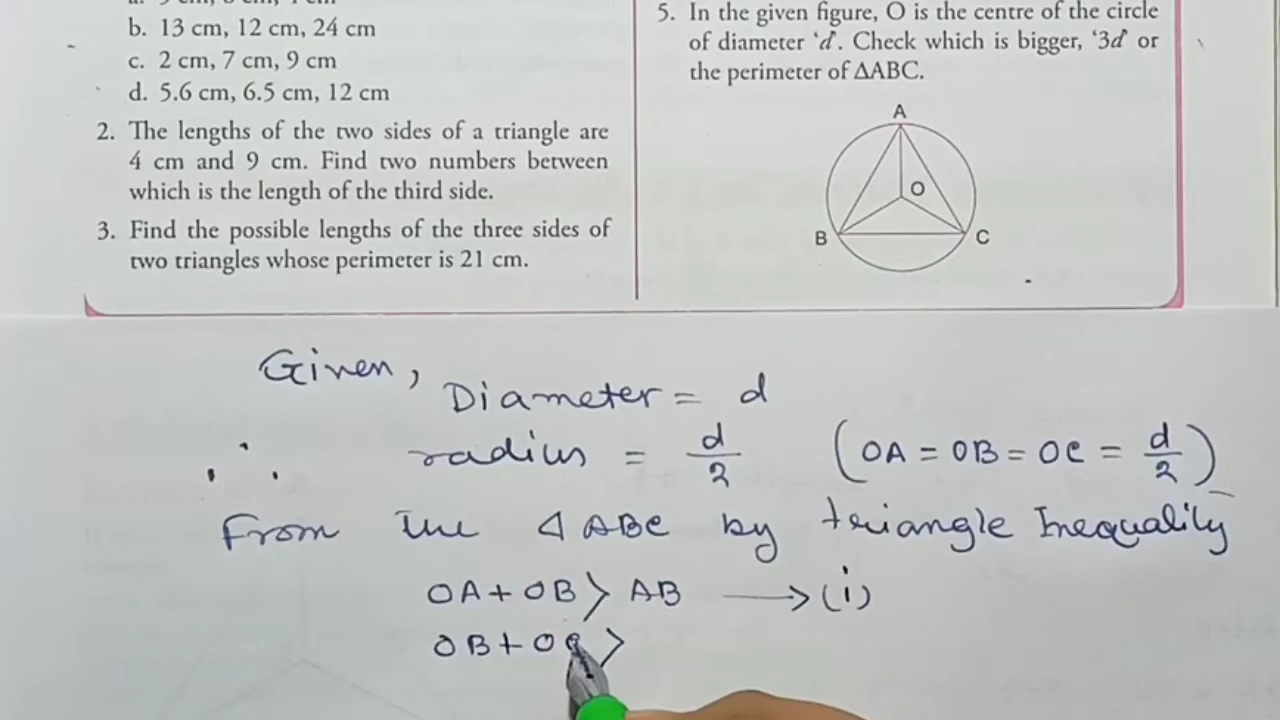 b. 13 cm, 12 cm, 24 cm
c. 2 cm, 7 cm, 9 cm
d. 5.6 cm, 6.5 cm, 12 cm
2. The lengths of the two sides of a triangle are
4 cm and 9 cm. Find two numbers between
which is the length of the third side.
3. Find the possible lengths of the three sides of
two triangles whose perimeter is 21 cm.
5. In the given figure, O is the centre of the circle
of diameter ‘d’. Check which is bigger, ‘3d’ or
the perimeter of ΔABC.
A
O
B
C
Given,
Diameter = d
∴ radius = d/2 (OA = OB = OC = d/2)
From the Δ ABC by triangle Inequality
OA + OB > AB ⟶ (i)
OB + OC >